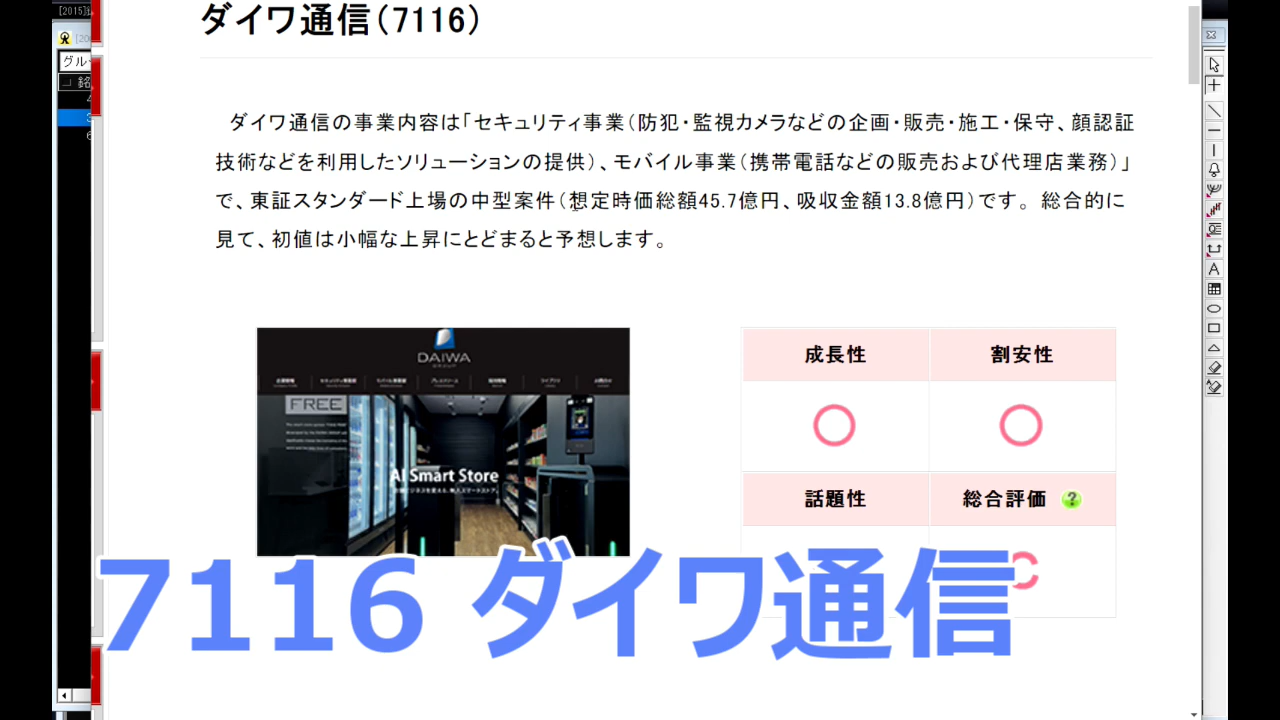 [2015]
ダイワ通信(7116)
グル
銘
ダイワ通信の事業内容は「セキュリティ事業(防犯・監視カメラなどの企画・販売・施工・保守、顔認証
技術などを利用したソリューションの提供)、モバイル事業(携帯電話などの販売および代理店業務)」
で、東証スタンダード上場の中型案件(想定時価総額45.7億円、吸収金額13.8億円)です。 総合的に
見て、初値は小幅な上昇にとどまると予想します。
DAIWA
FREE
AI Smart Store
成長性 割安性
話題性 総合評価 ?
C
7116 ダイワ通信